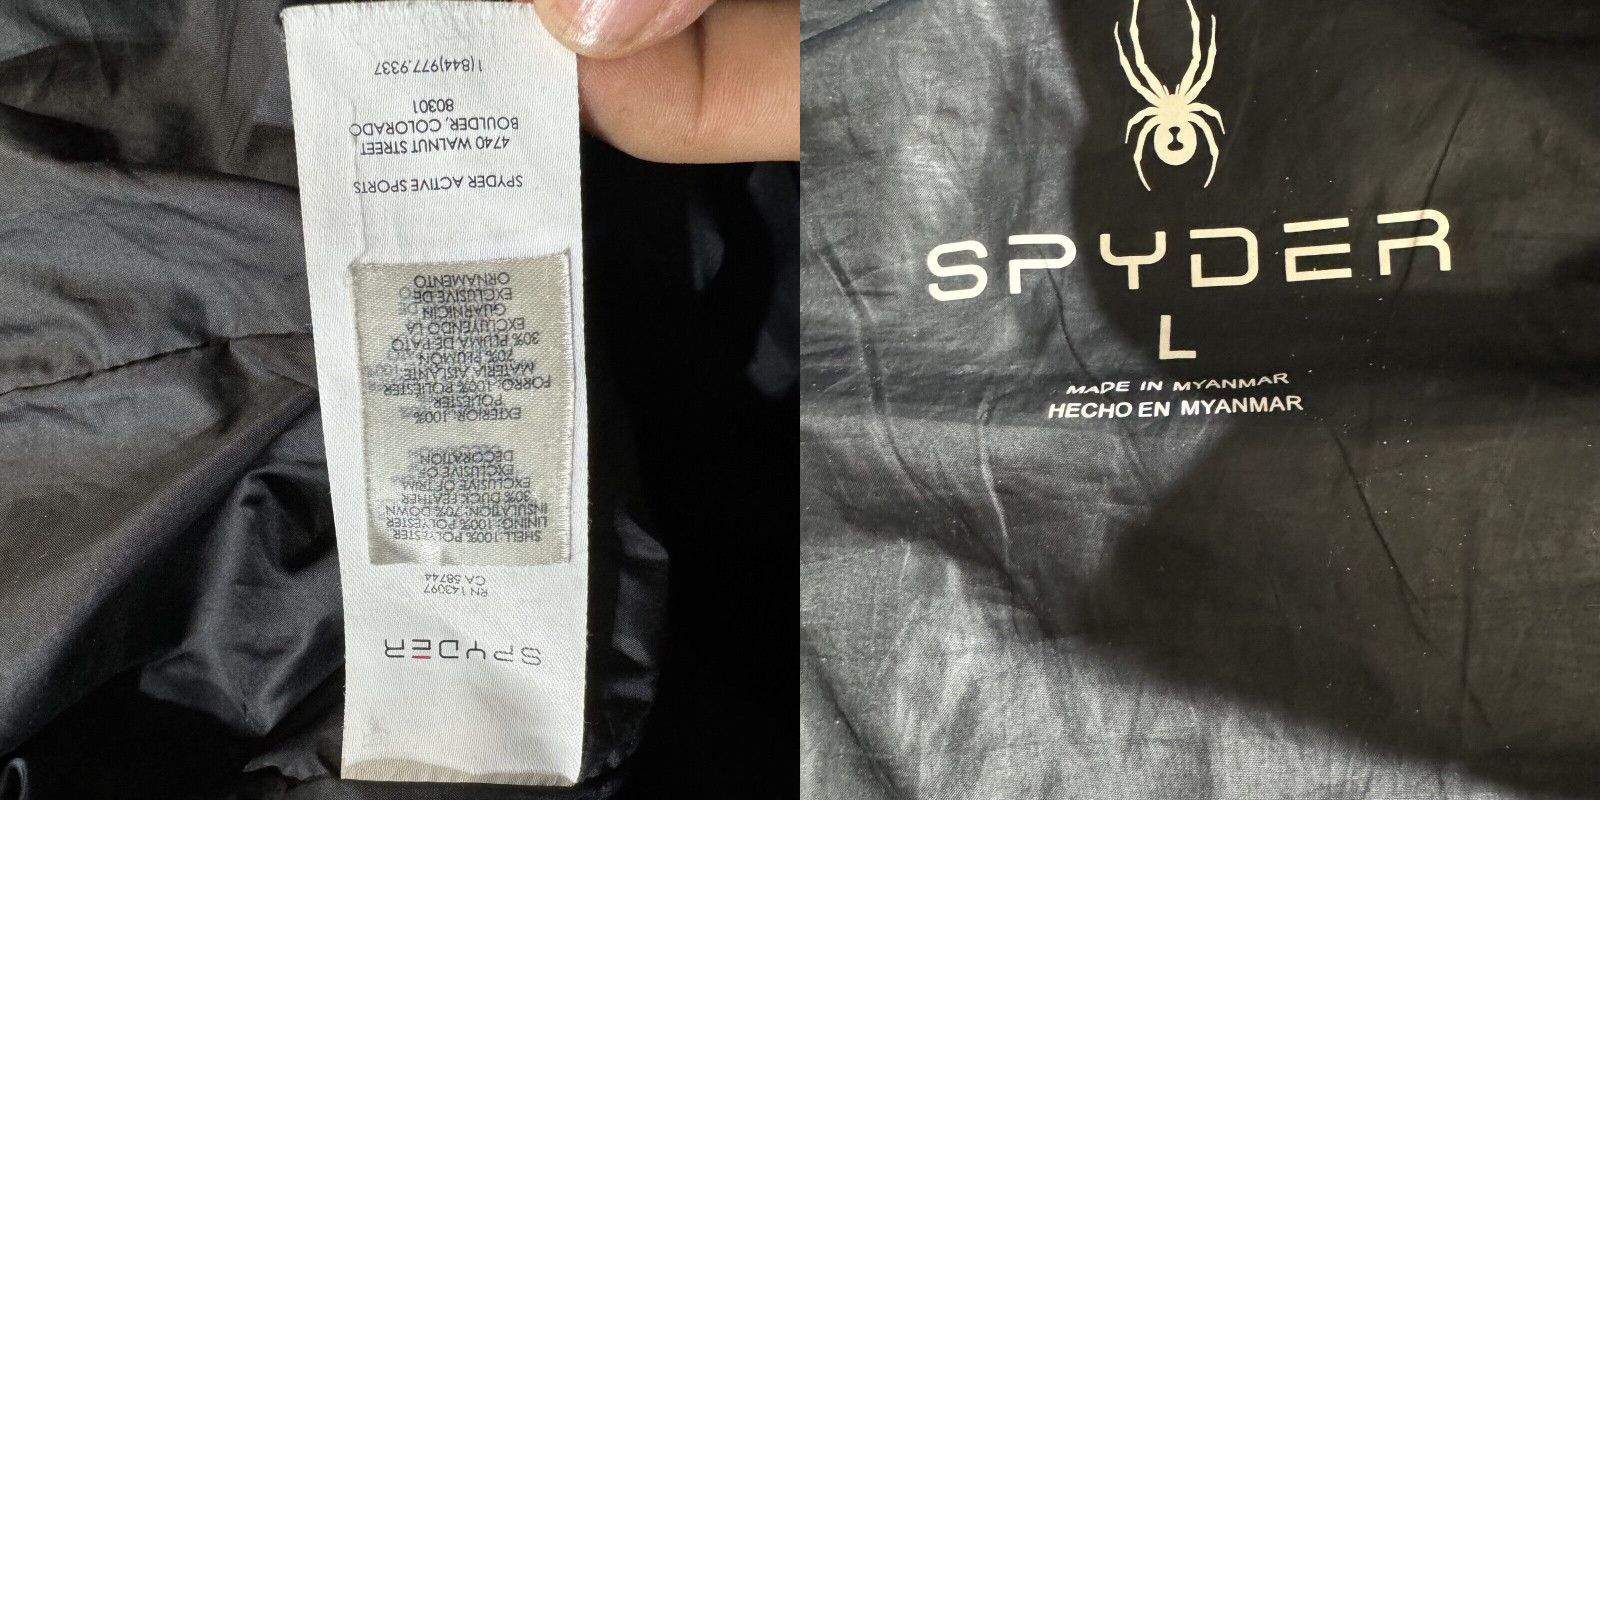 SPYDER
RN 143097
CA 58744
SHELL: 100% POLYESTER
LINING: 100% POLYESTER
INSULATION: 70% DOWN
30% DUCK FEATHER
EXCLUSIVE OF TRIM
EXCLUSIVE OF
DECORATION
EXTERIOR: 100%
POLIESTER
FORRO: 100% POLIESTER
MATERIA AISLANTE:
70% PLUMÓN
30% PLUMA DE PATO
EXCLUYENDO LA
GUARNICIN DE
EXCLUSIVE DE
ORNAMENTO
SPYDER ACTIVE SPORTS
4740 WALNUT STREET
BOULDER, COLORADO
80301
1(844)977.9337
SPYDER
L
MADE IN MYANMAR
HECHO EN MYANMAR